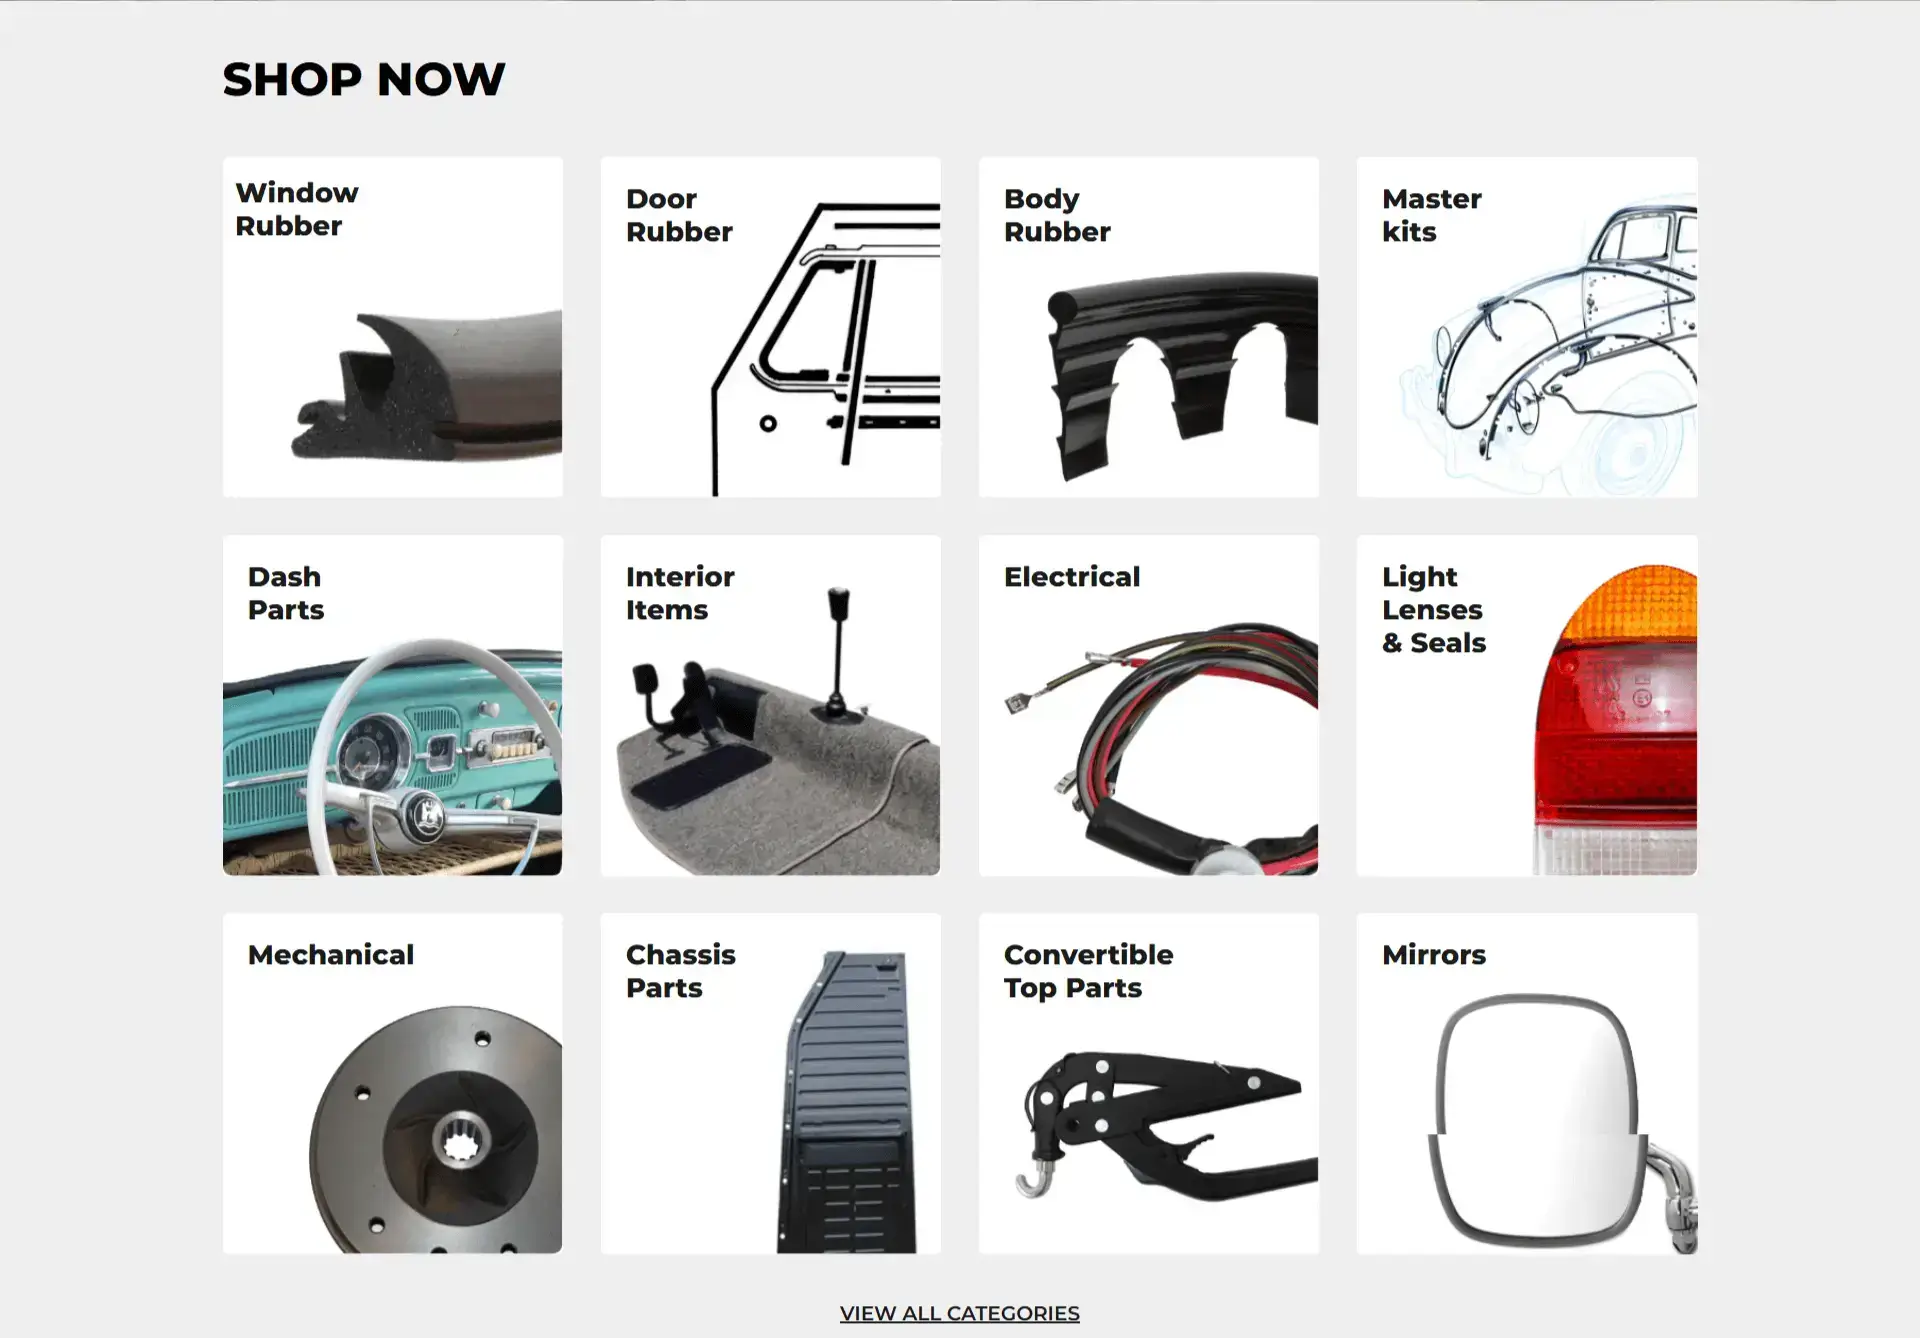 SHOP NOW
Window
Rubber
Door
Rubber
Body
Rubber
Master
kits
Dash
Parts
Interior
Items
Electrical
Light
Lenses
& Seals
Mechanical
Chassis
Parts
Convertible
Top Parts
Mirrors
VIEW ALL CATEGORIES